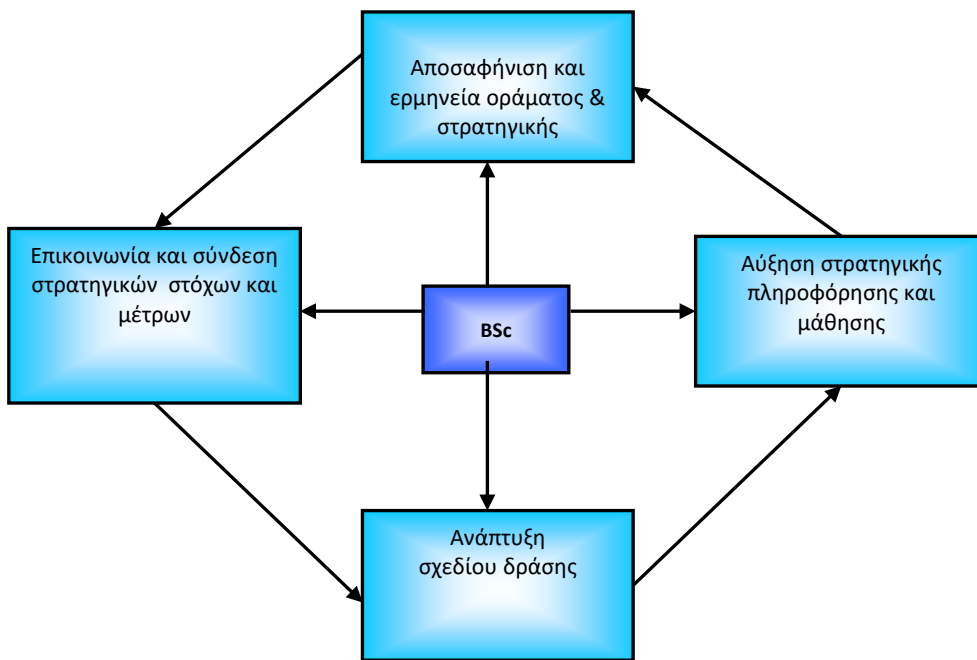 Αποσαφήνιση και
ερμηνεία οράματος &
στρατηγικής
Επικοινωνία και σύνδεση
στρατηγικών στόχων και
μέτρων
BSc
Αύξηση στρατηγικής
πληροφόρησης και
μάθησης
Ανάπτυξη
σχεδίου δράσης